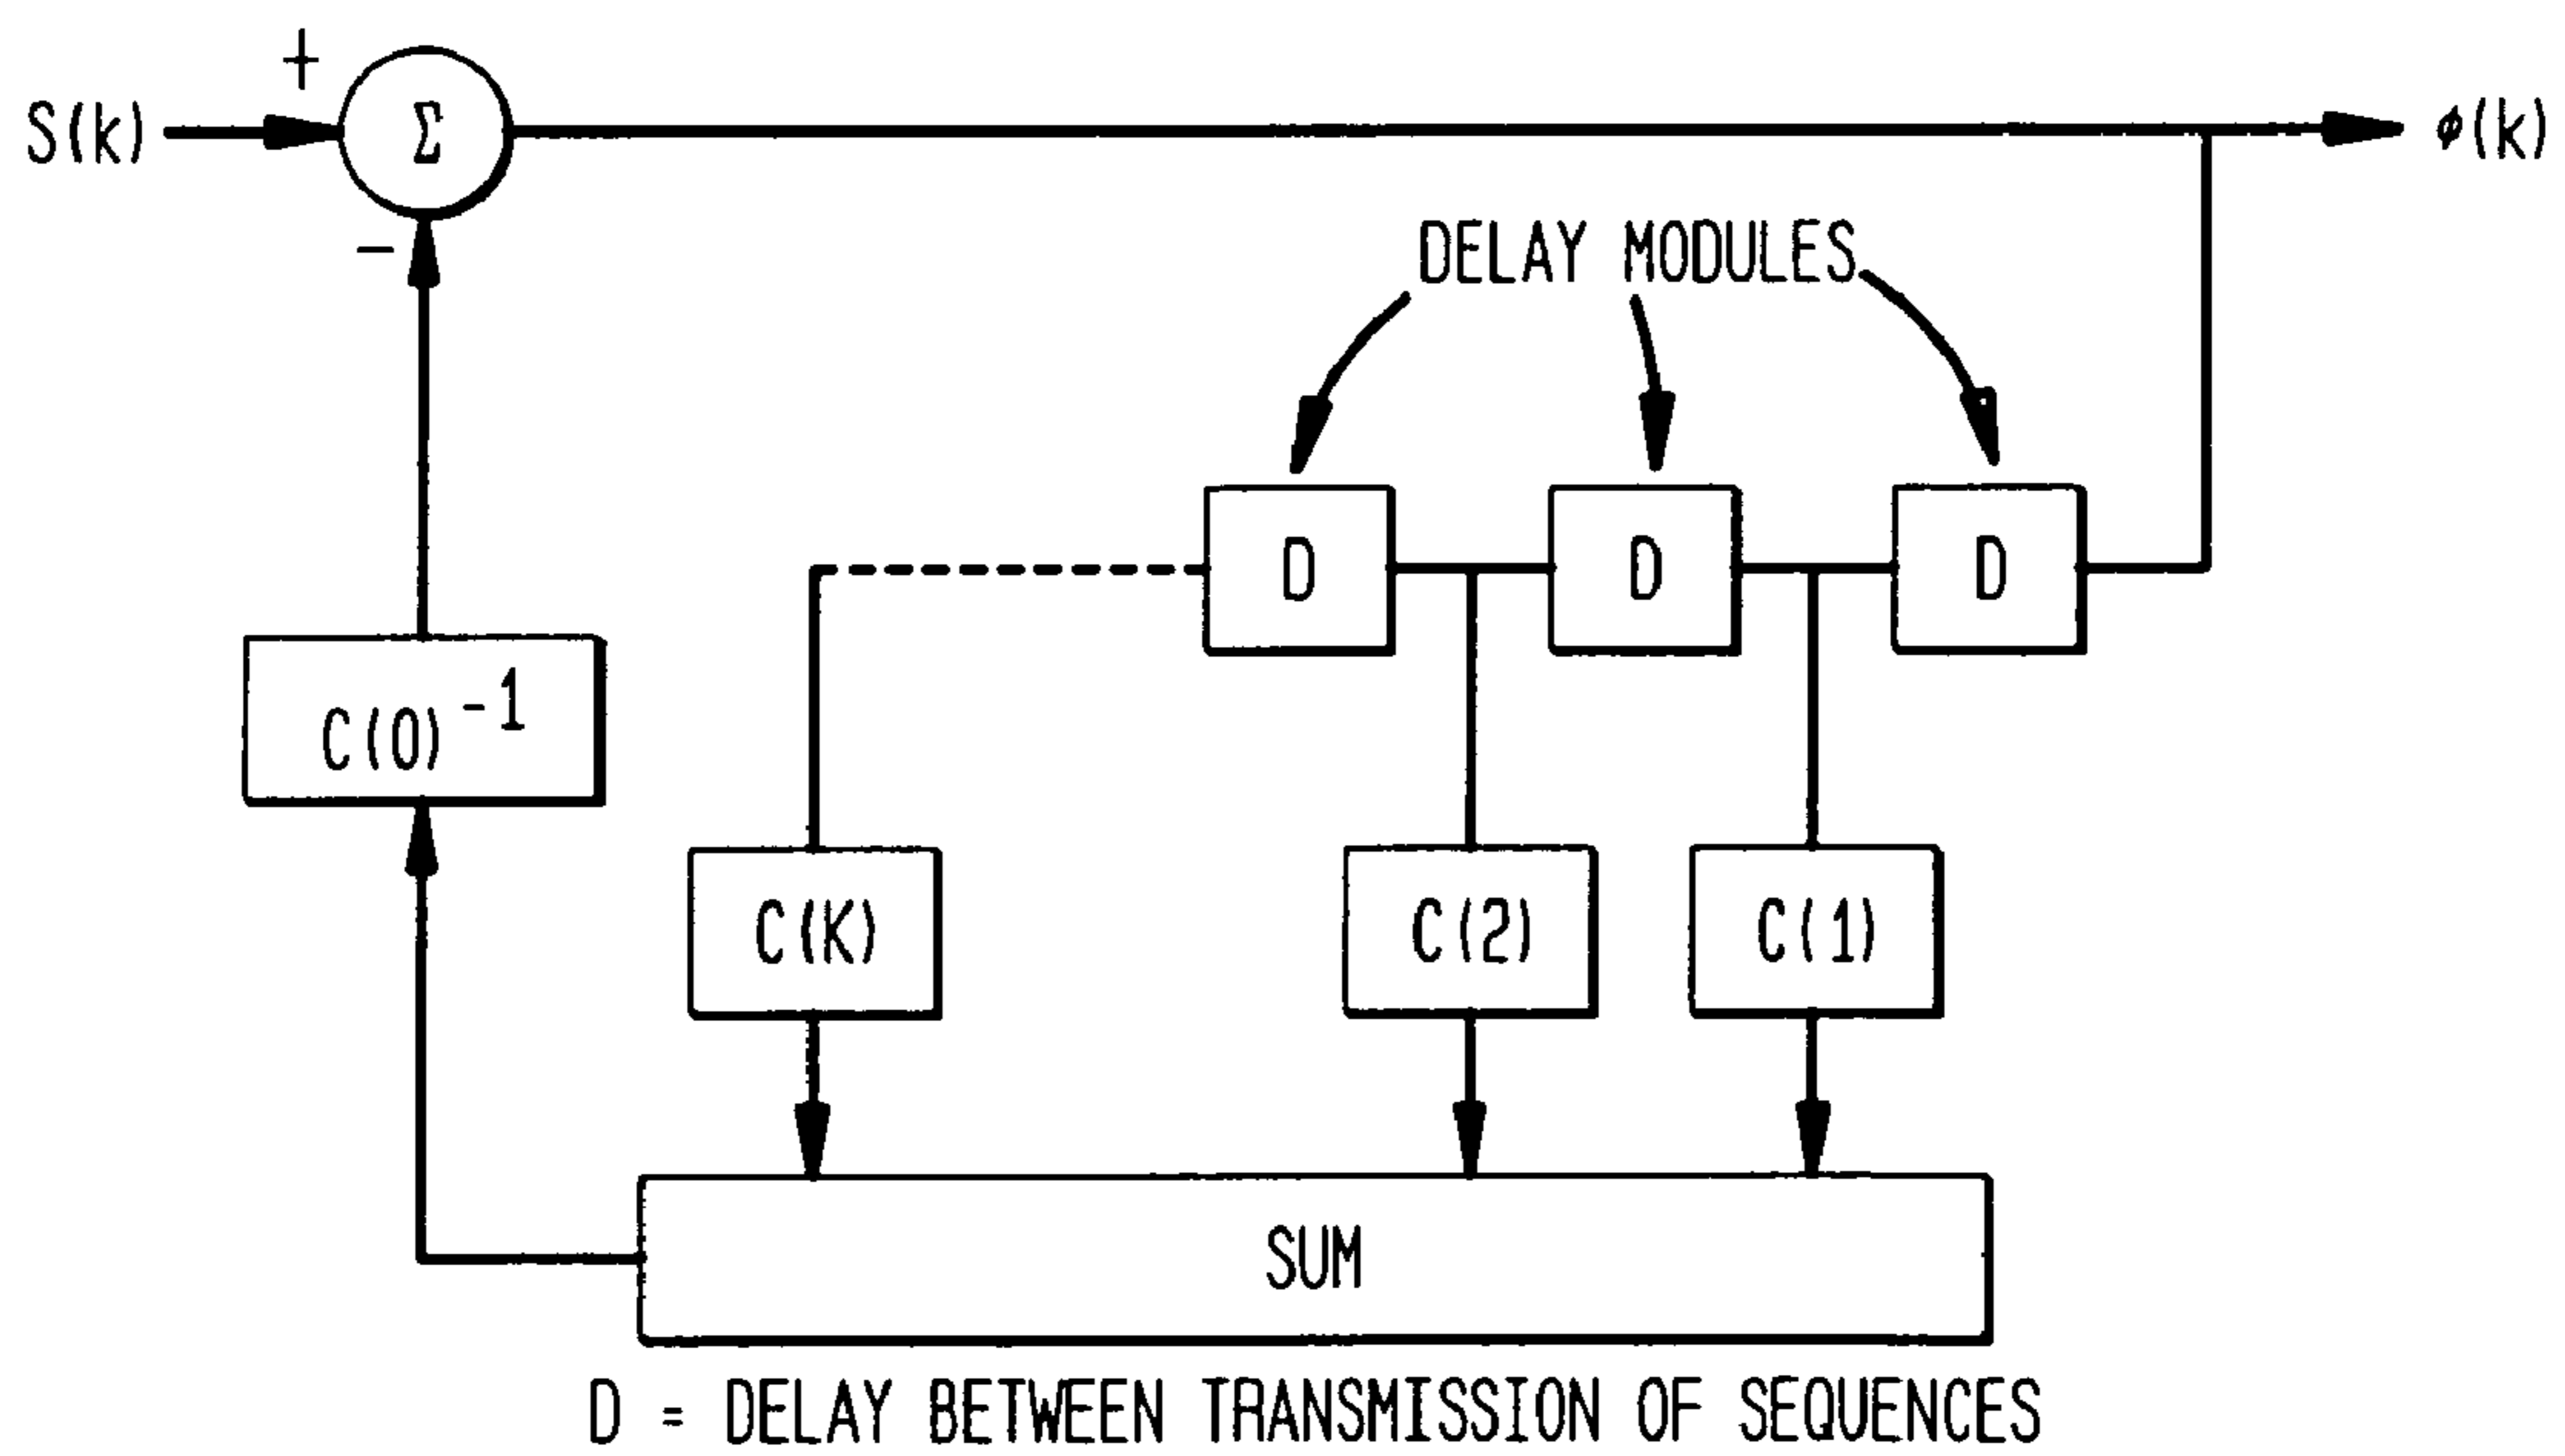 +
S(k)
Σ
ϕ(k)
-
DELAY MODULES
D
D
D
C(0)⁻¹
C(K)
C(2)
C(1)
SUM
D = DELAY BETWEEN TRANSMISSION OF SEQUENCES